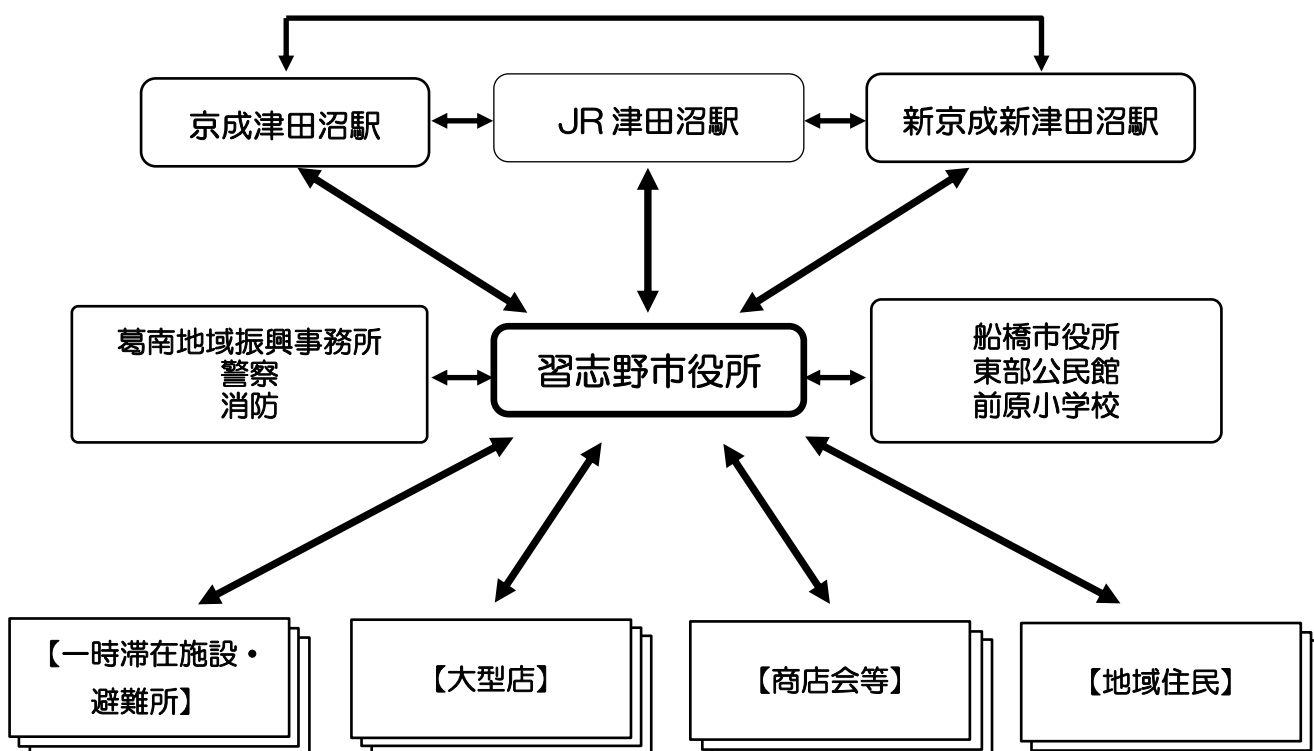 京成津田沼駅
JR 津田沼駅
新京成新津田沼駅
葛南地域振興事務所
警察
消防
習志野市役所
船橋市役所
東部公民館
前原小学校
【一時滞在施設・
避難所】
【大型店】
【商店会等】
【地域住民】